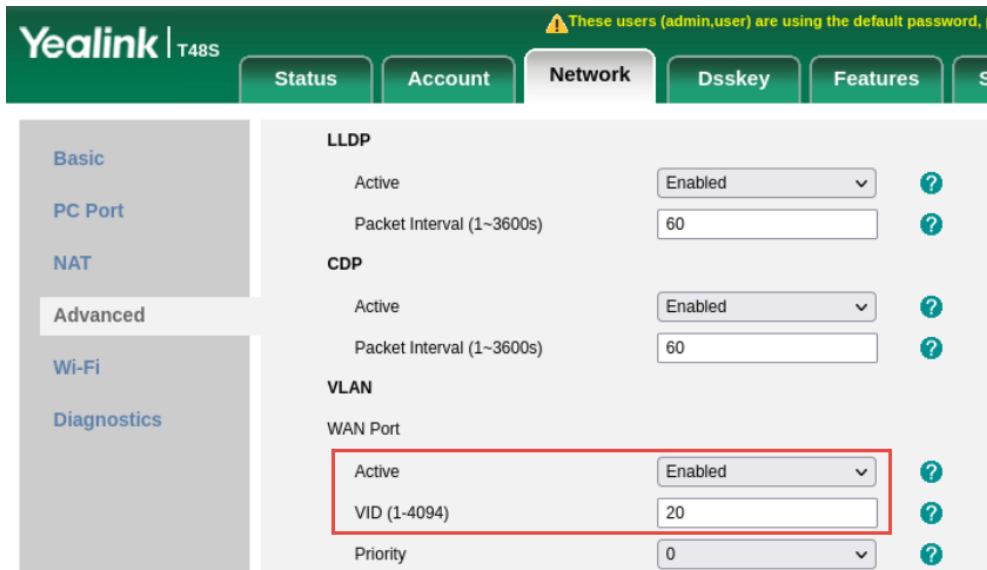 Yealink | T48S
These users (admin,user) are using the default password,
Status Account Network Dsskey Features
Basic
PC Port
NAT
Advanced
Wi-Fi
Diagnostics
LLDP
Active Enabled ?
Packet Interval (1~3600s) 60 ?
CDP
Active Enabled ?
Packet Interval (1~3600s) 60 ?
VLAN
WAN Port
Active Enabled ?
VID (1-4094) 20 ?
Priority 0 ?